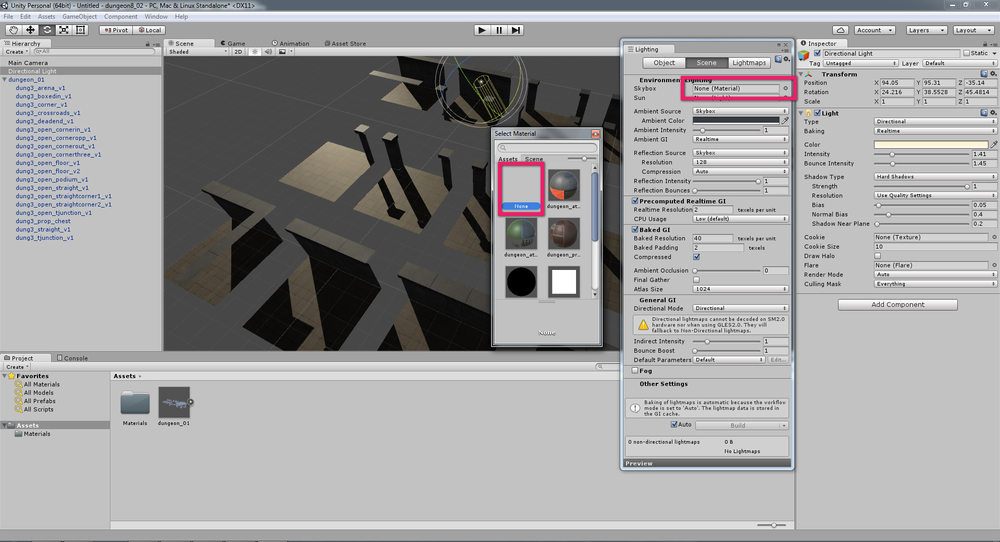 Unity Personal (64bit) - Untitled - dungeon8_02 - PC, Mac & Linux Standalone* <DX11>
File Edit Assets GameObject Component Window Help
Pivot Local Account Layers Layout
Hierarchy
Create All
Main Camera
Directional Light
dungeon_01
dung3_arena_v1
dung3_boxedin_v1
dung3_corner_v1
dung3_crossroads_v1
dung3_deadend_v1
dung3_open_cornerin_v1
dung3_open_corneropp_v1
dung3_open_cornerout_v1
dung3_open_cornerthree_v1
dung3_open_floor_v1
dung3_open_floor_v2
dung3_open_podium_v1
dung3_open_straight_v1
dung3_open_straightcorner1_v1
dung3_open_straightcorner2_v1
dung3_open_tjunction_v1
dung3_prop_chest
dung3_straight_v1
dung3_tjunction_v1
Scene Game Animation Asset Store
Shaded 2D
Select Material
Assets Scene
None dungeon_at...
dungeon_at... dungeon_pr...
None
Lighting
Object Scene Lightmaps
Environment Lighting
Skybox None (Material)
Sun
Ambient Source Skybox
Ambient Color
Ambient Intensity 1
Ambient GI Realtime
Reflection Source Skybox
Resolution 128
Compression Auto
Reflection Intensity 1
Reflection Bounces 1
Precomputed Realtime GI
Realtime Resolution 2 texels per unit
CPU Usage Low (default)
Baked GI
Baked Resolution 40 texels per unit
Baked Padding 2 texels
Compressed
Ambient Occlusion 0
Final Gather
Atlas Size 1024
General GI
Directional Mode Directional
Directional lightmaps cannot be decoded on SM2.0
hardware nor when using GLES2.0. They will
fallback to Non-Directional lightmaps.
Indirect Intensity 1
Bounce Boost 1
Default Parameters Default Edit...
Fog
Other Settings
Baking of lightmaps is automatic because the workflow
mode is set to 'Auto'. The lightmap data is stored in
the GI cache.
Auto Build
0 non-directional lightmaps 0 B
No Lightmaps
Preview
Inspector
Directional Light Static
Tag Untagged Layer Default
Transform
Position X 94.05 Y 95.31 Z -35.14
Rotation X 24.216 Y 38.5528 Z 45.4814
Scale X 1 Y 1 Z 1
Light
Type Directional
Baking Realtime
Color
Intensity 1.41
Bounce Intensity 1.45
Shadow Type Hard Shadows
Strength 1
Resolution Use Quality Settings
Bias 0.05
Normal Bias 0.4
Shadow Near Plane 0.2
Cookie None (Texture)
Cookie Size 10
Draw Halo
Flare None (Flare)
Render Mode Auto
Culling Mask Everything
Add Component
Project Console
Create
Favorites
All Materials
All Models
All Prefabs
All Scripts
Assets
Materials
Assets
Materials dungeon_01